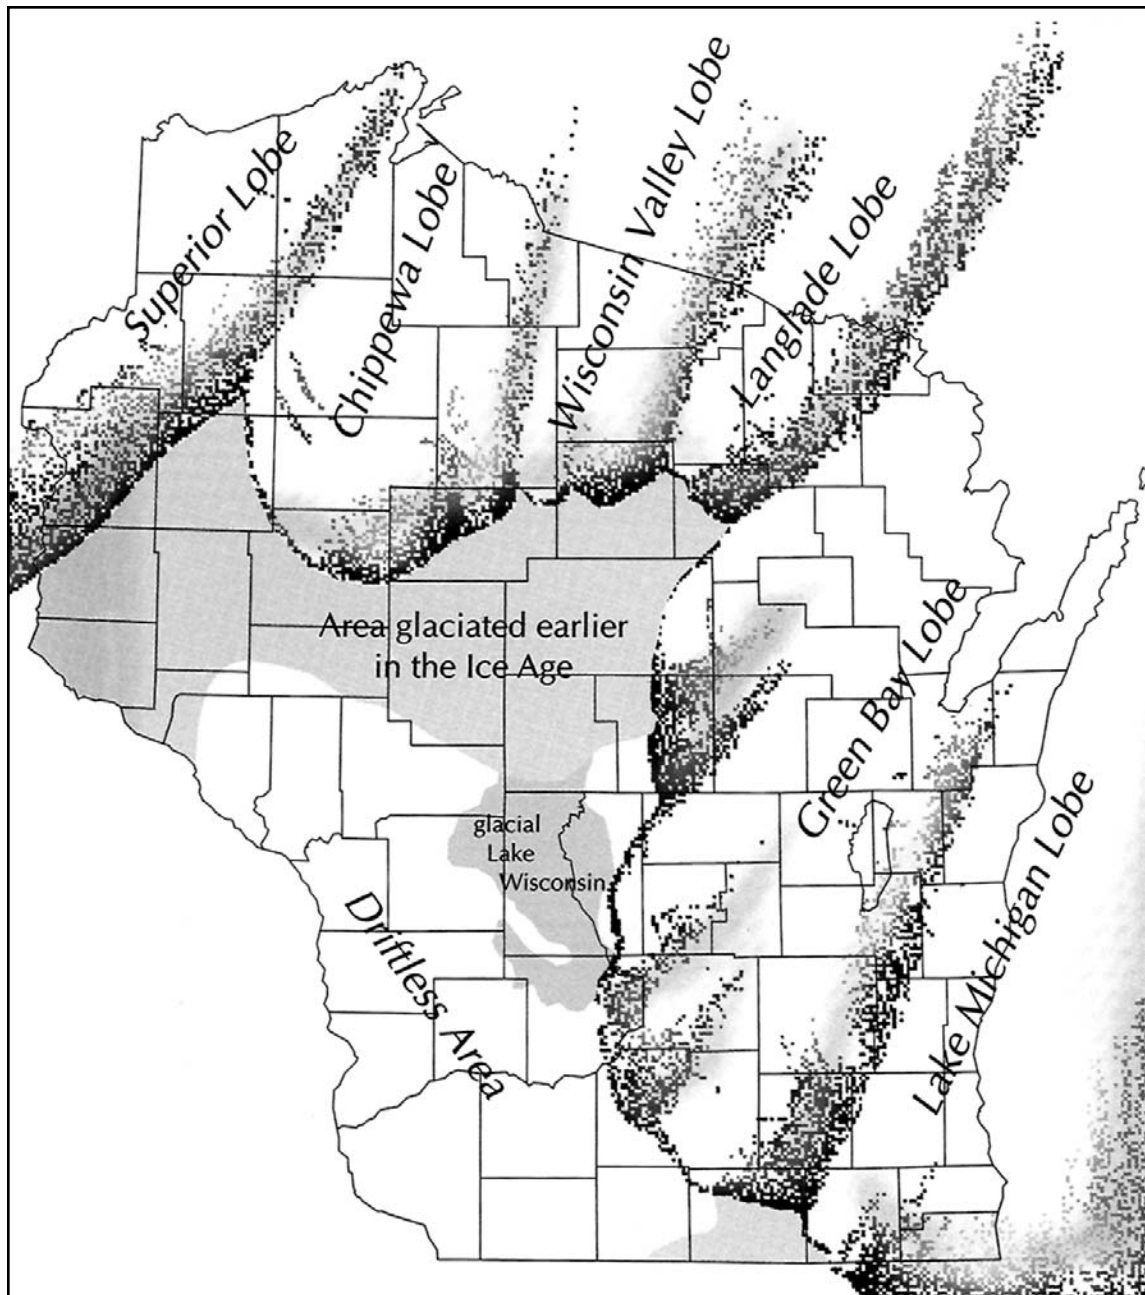 Superior Lobe
Chippewa Lobe
Wisconsin Valley Lobe
Langlade Lobe
Area glaciated earlier
in the Ice Age
Green Bay Lobe
glacial
Lake
Wisconsin
Lake Michigan Lobe
Driftless Area